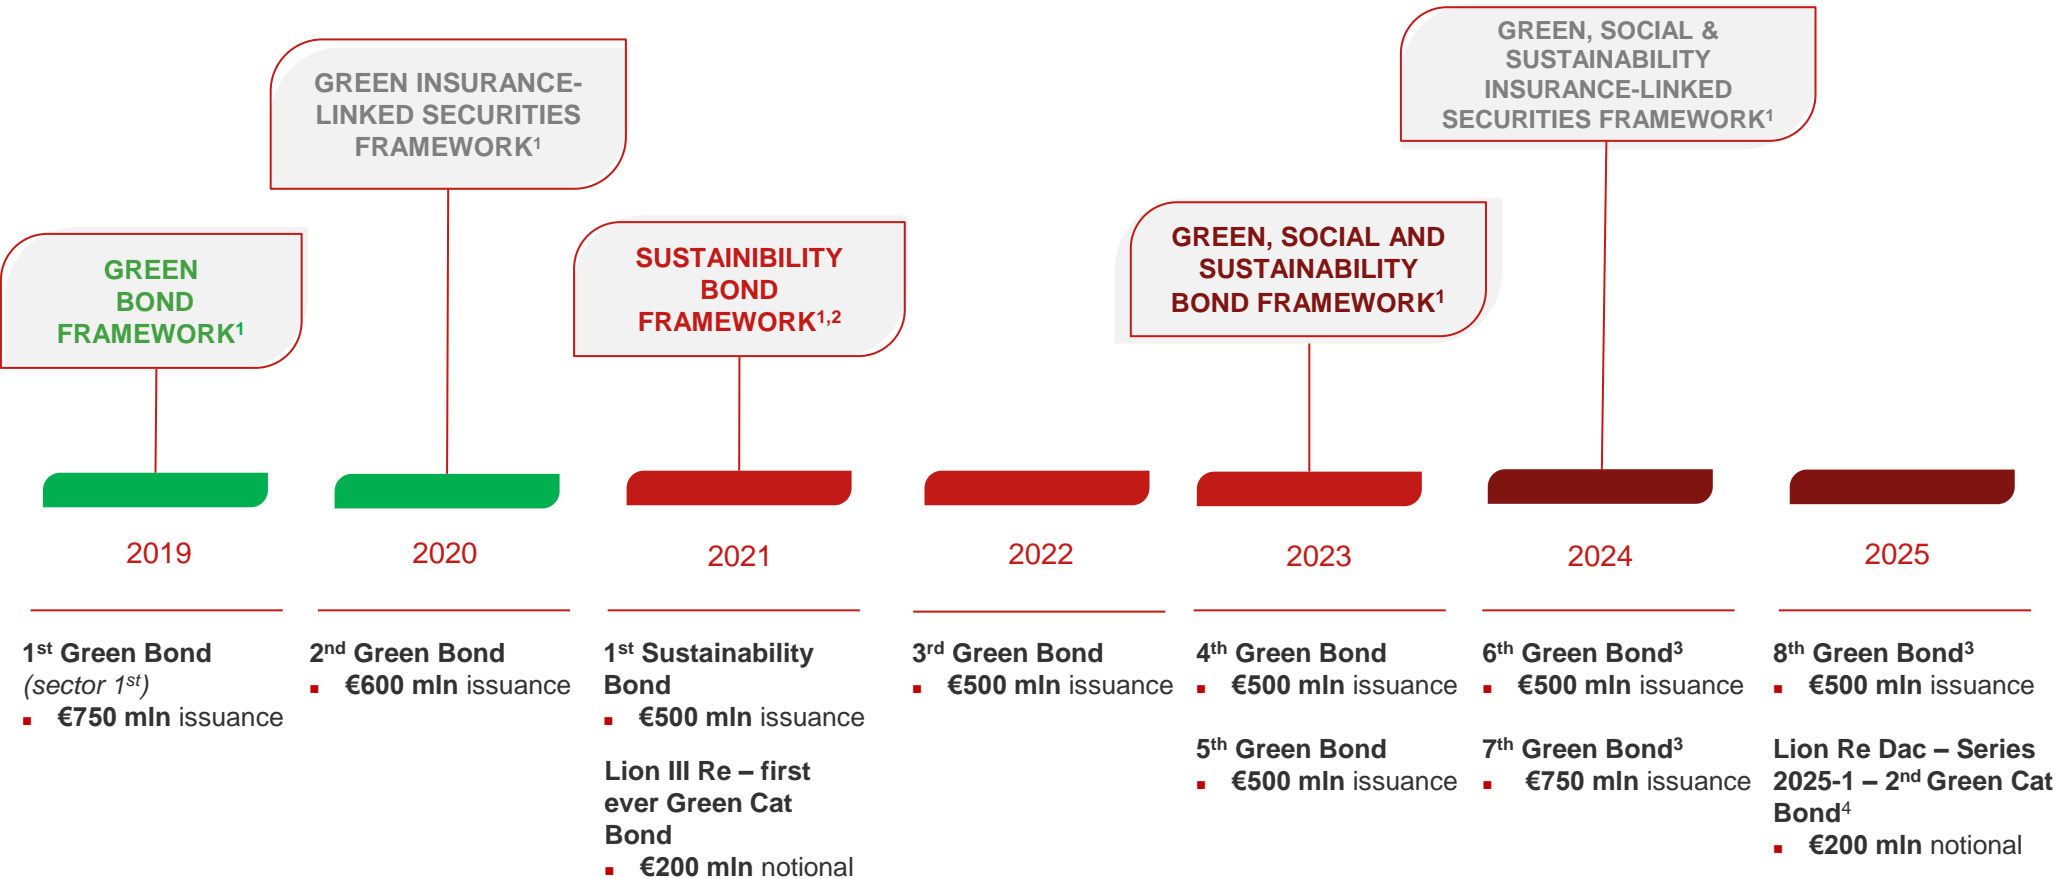 GREEN, SOCIAL &
SUSTAINABILITY
INSURANCE-LINKED
SECURITIES FRAMEWORK¹
GREEN INSURANCE-
LINKED SECURITIES
FRAMEWORK¹
GREEN, SOCIAL AND
SUSTAINABILITY
BOND FRAMEWORK¹
SUSTAINIBILITY
BOND
FRAMEWORK¹,²
GREEN
BOND
FRAMEWORK¹
2019
2020
2021
2022
2023
2024
2025
1st Green Bond
(sector 1st)
▪ €750 mln issuance
2nd Green Bond
▪ €600 mln issuance
1st Sustainability
Bond
▪ €500 mln issuance
Lion III Re – first
ever Green Cat
Bond
▪ €200 mln notional
3rd Green Bond
▪ €500 mln issuance
4th Green Bond
▪ €500 mln issuance
5th Green Bond
▪ €500 mln issuance
6th Green Bond³
▪ €500 mln issuance
7th Green Bond³
▪ €750 mln issuance
8th Green Bond³
▪ €500 mln issuance
Lion Re Dac – Series
2025-1 – 2nd Green Cat
Bond⁴
▪ €200 mln notional